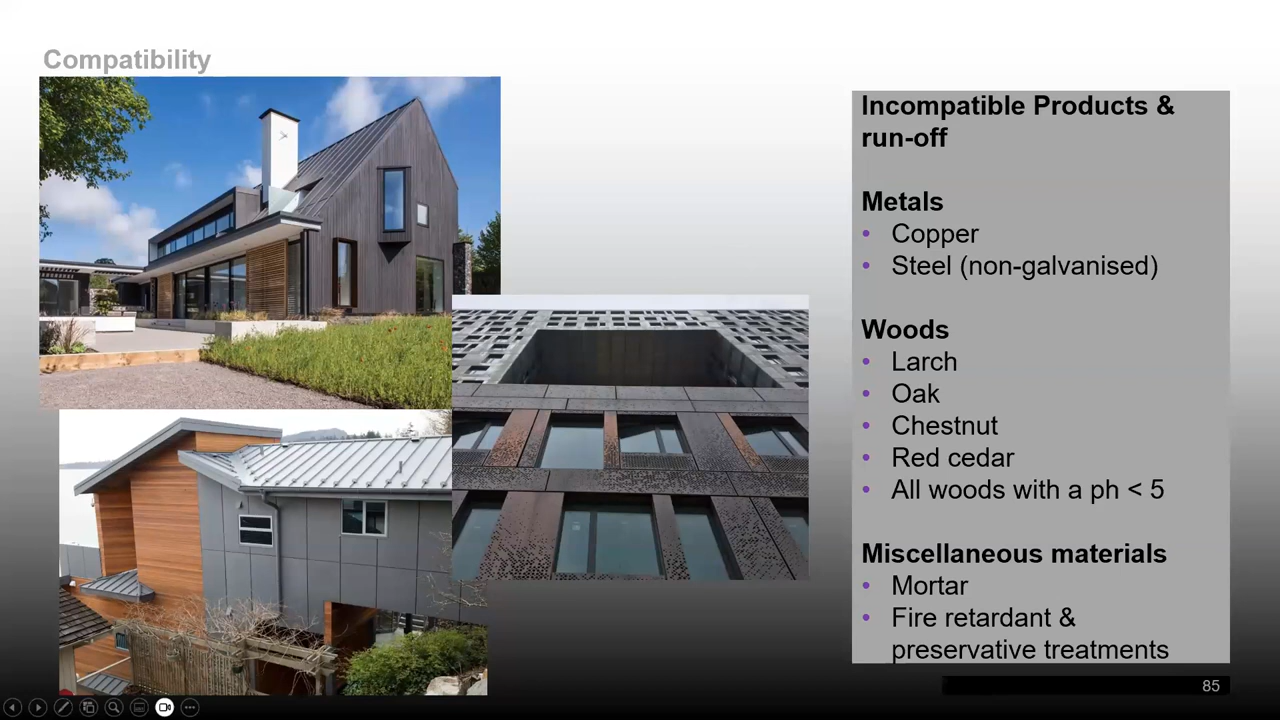 Compatibility
Incompatible Products &
run-off
Metals
• Copper
• Steel (non-galvanised)
Woods
• Larch
• Oak
• Chestnut
• Red cedar
• All woods with a ph < 5
Miscellaneous materials
• Mortar
• Fire retardant &
preservative treatments
85